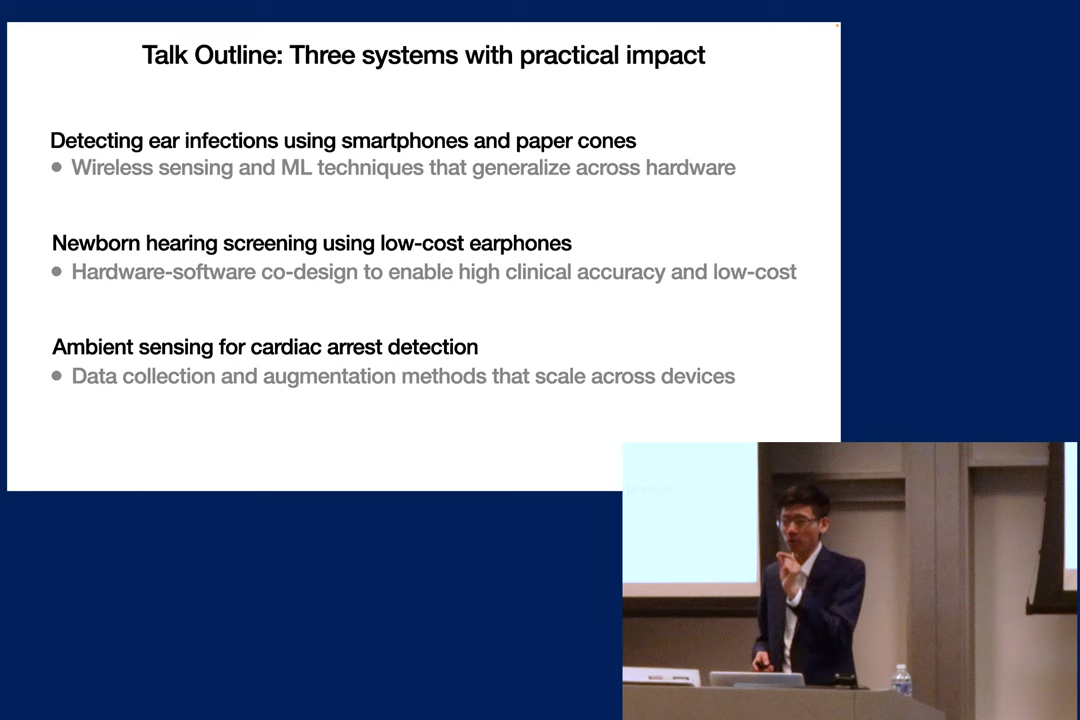 Talk Outline: Three systems with practical impact
Detecting ear infections using smartphones and paper cones
● Wireless sensing and ML techniques that generalize across hardware
Newborn hearing screening using low-cost earphones
● Hardware-software co-design to enable high clinical accuracy and low-cost
Ambient sensing for cardiac arrest detection
● Data collection and augmentation methods that scale across devices